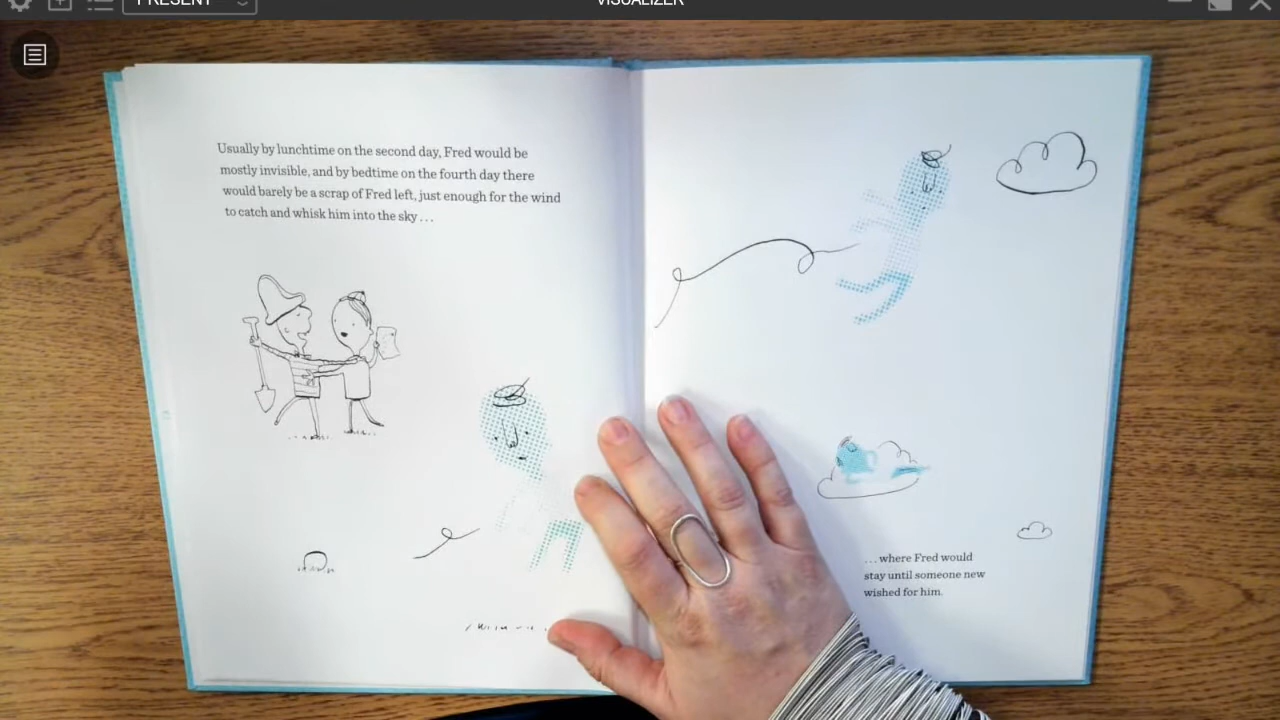 PRESENT
VISUALIZER
Usually by lunchtime on the second day, Fred would be
mostly invisible, and by bedtime on the fourth day there
would barely be a scrap of Fred left, just enough for the wind
to catch and whisk him into the sky . . .
. . . where Fred would
stay until someone new
wished for him.